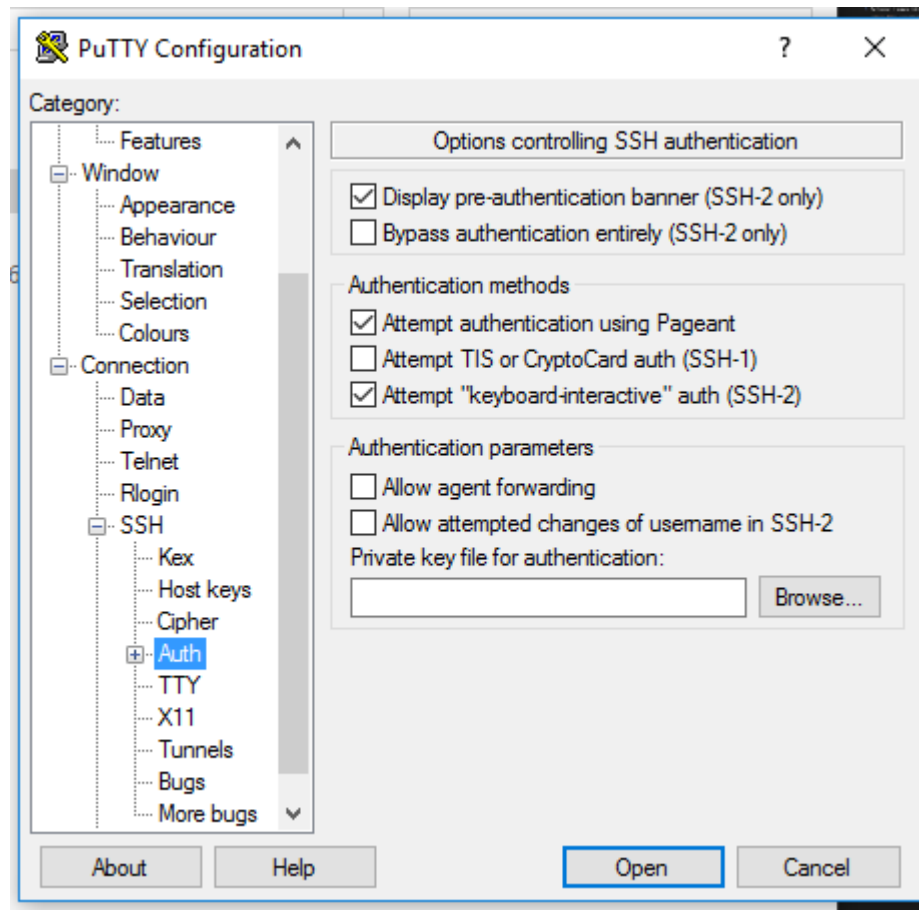 PuTTY Configuration
?
Category:
Features
Window
Appearance
Behaviour
Translation
Selection
Colours
Connection
Data
Proxy
Telnet
Rlogin
SSH
Kex
Host keys
Cipher
Auth
TTY
X11
Tunnels
Bugs
More bugs
Options controlling SSH authentication
Display pre-authentication banner (SSH-2 only)
Bypass authentication entirely (SSH-2 only)
Authentication methods
Attempt authentication using Pageant
Attempt TIS or CryptoCard auth (SSH-1)
Attempt "keyboard-interactive" auth (SSH-2)
Authentication parameters
Allow agent forwarding
Allow attempted changes of username in SSH-2
Private key file for authentication:
Browse...
About
Help
Open
Cancel